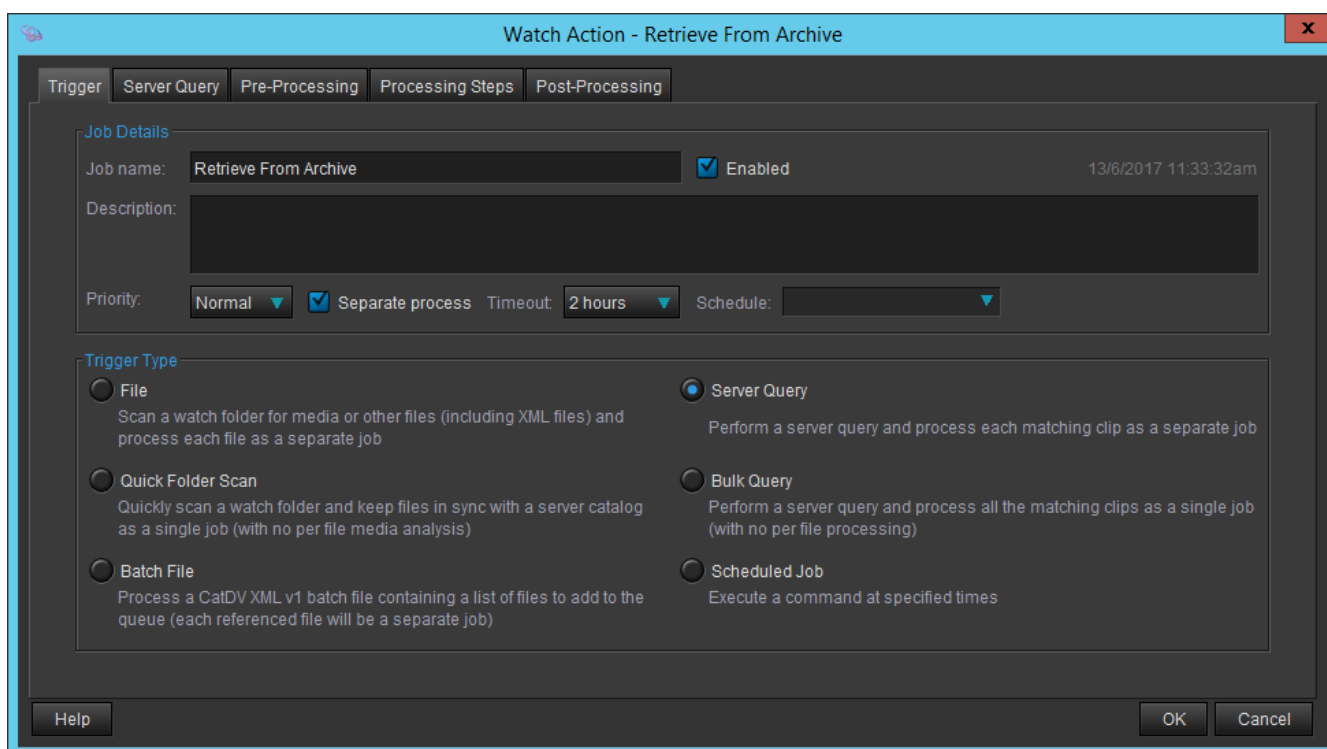 Watch Action - Retrieve From Archive
x
Trigger Server Query Pre-Processing Processing Steps Post-Processing
Job Details
Job name: Retrieve From Archive Enabled 13/6/2017 11:33:32am
Description:
Priority: Normal Separate process Timeout: 2 hours Schedule:
Trigger Type
File
Scan a watch folder for media or other files (including XML files) and
process each file as a separate job
Server Query
Perform a server query and process each matching clip as a separate job
Quick Folder Scan
Quickly scan a watch folder and keep files in sync with a server catalog
as a single job (with no per file media analysis)
Bulk Query
Perform a server query and process all the matching clips as a single job
(with no per file processing)
Batch File
Process a CatDV XML v1 batch file containing a list of files to add to the
queue (each referenced file will be a separate job)
Scheduled Job
Execute a command at specified times
Help OK Cancel